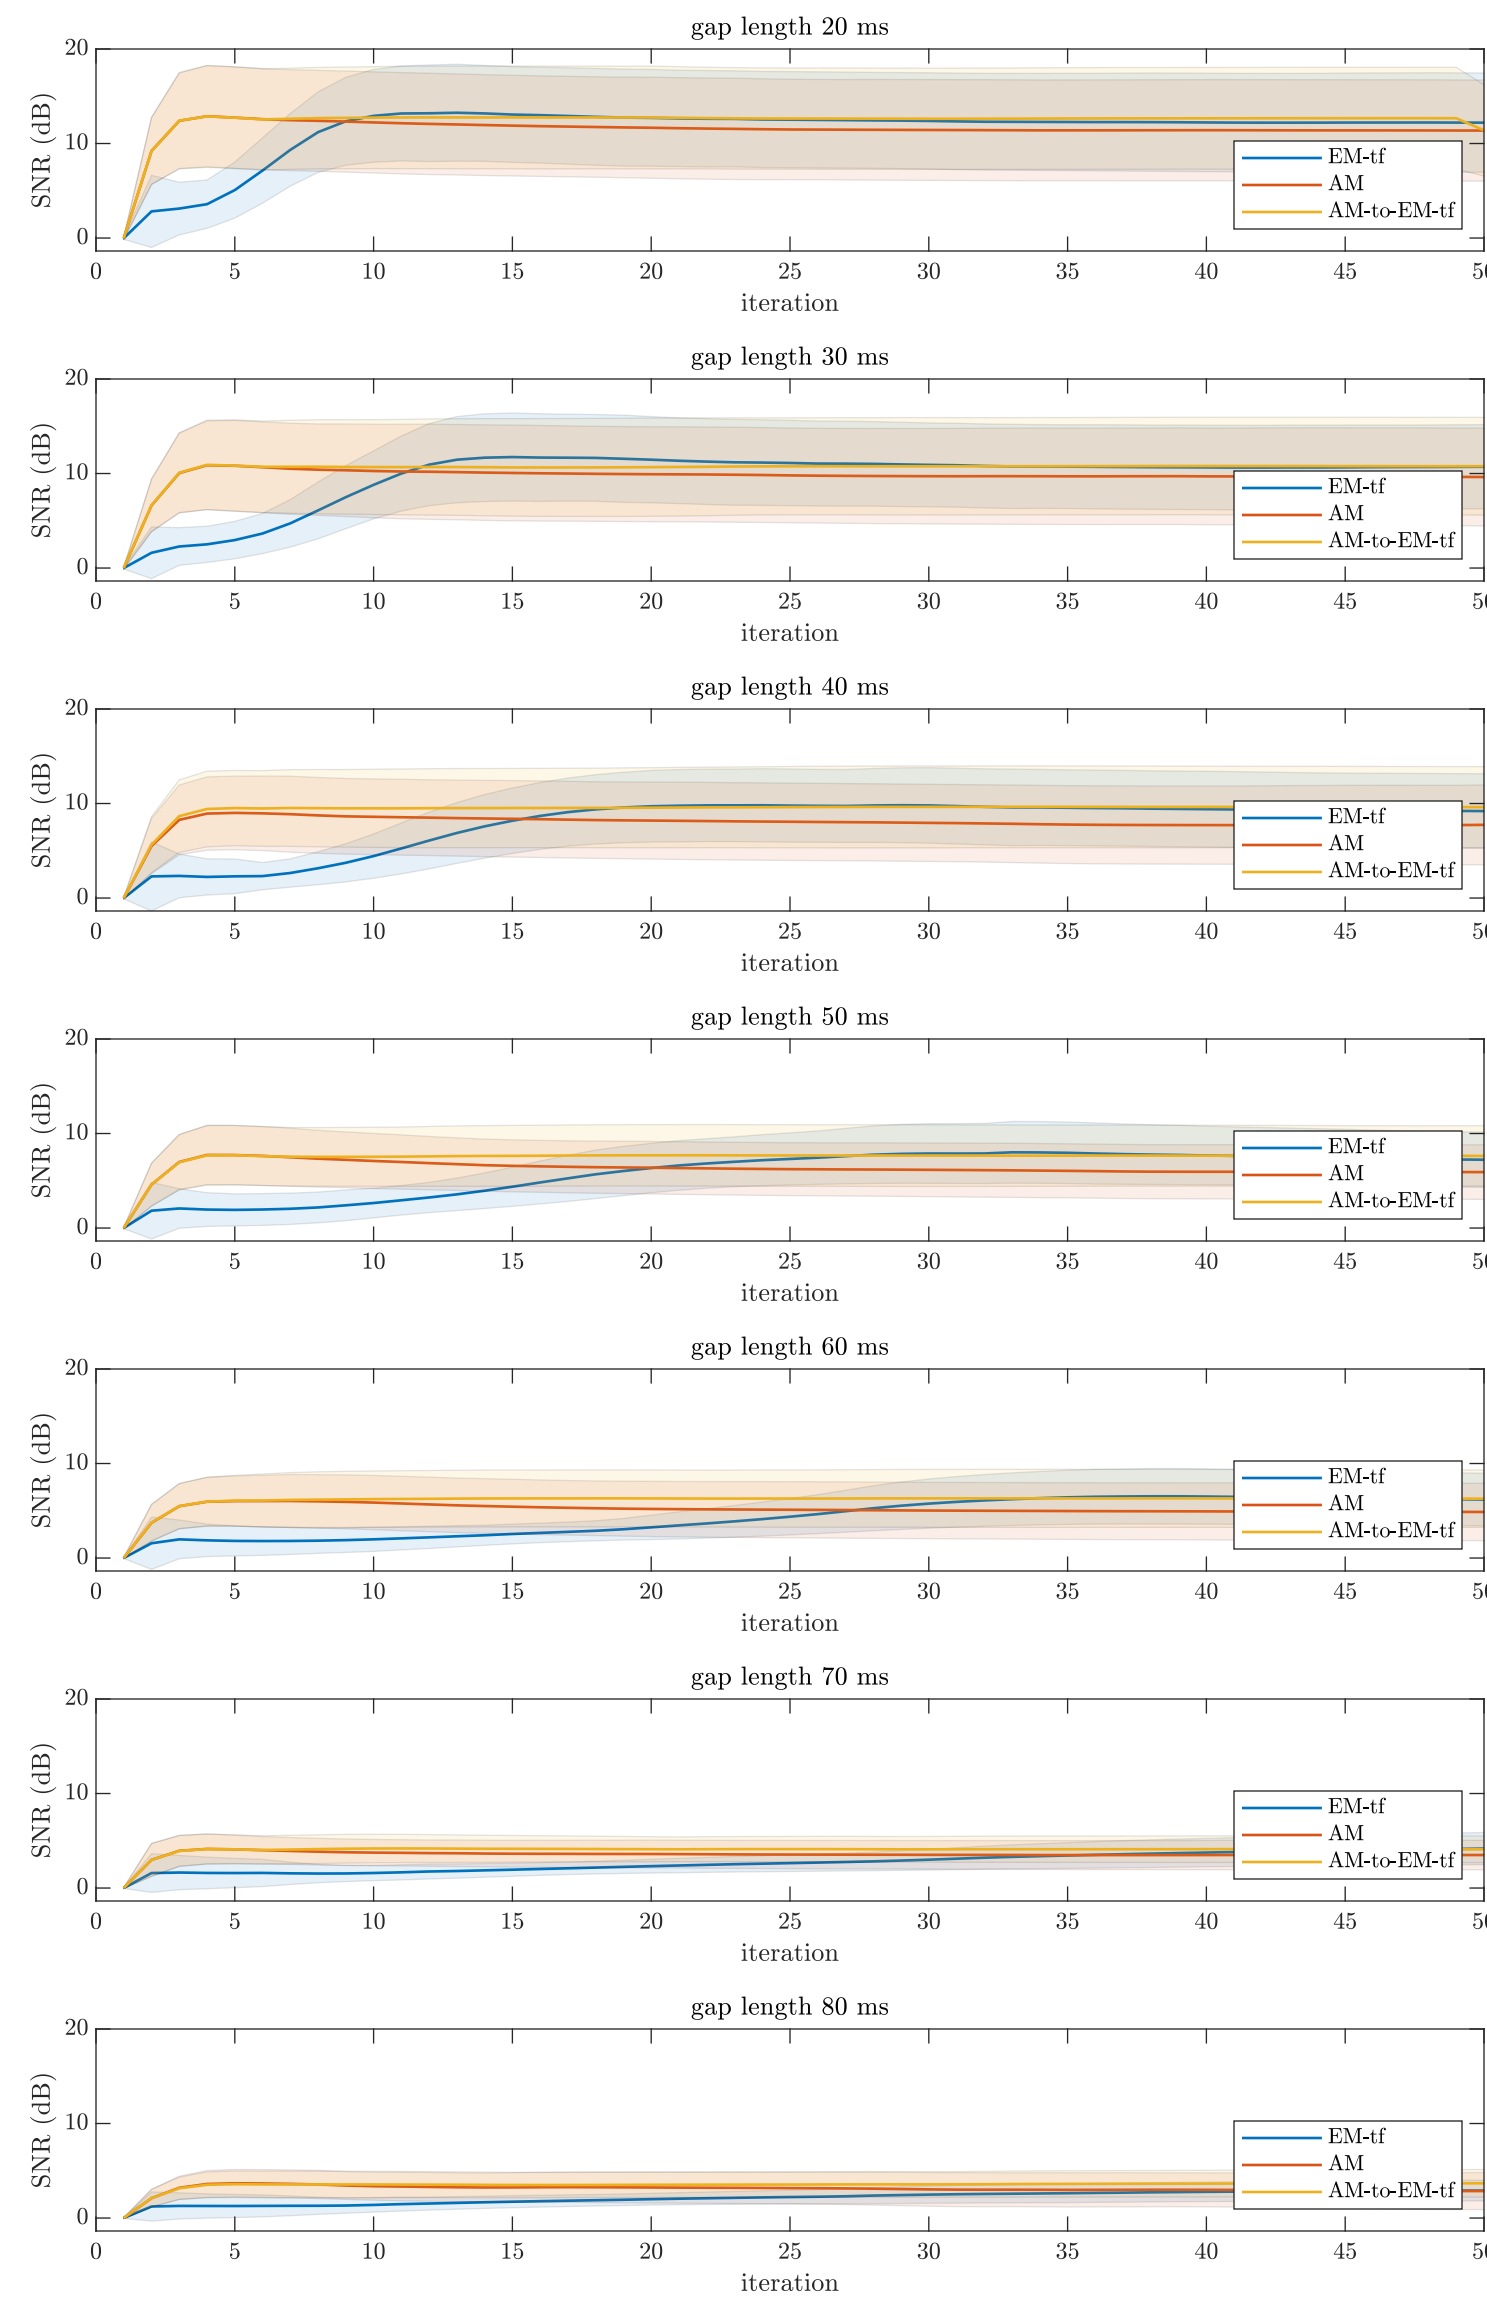 gap length 20 ms
20
10
0
SNR (dB)
EM-tf
AM
AM-to-EM-tf
0 5 10 15 20 25 30 35 40 45
iteration
gap length 30 ms
20
10
0
SNR (dB)
EM-tf
AM
AM-to-EM-tf
0 5 10 15 20 25 30 35 40 45
iteration
gap length 40 ms
20
10
0
SNR (dB)
EM-tf
AM
AM-to-EM-tf
0 5 10 15 20 25 30 35 40 45
iteration
gap length 50 ms
20
10
0
SNR (dB)
EM-tf
AM
AM-to-EM-tf
0 5 10 15 20 25 30 35 40 45
iteration
gap length 60 ms
20
10
0
SNR (dB)
EM-tf
AM
AM-to-EM-tf
0 5 10 15 20 25 30 35 40 45
iteration
gap length 70 ms
20
10
0
SNR (dB)
EM-tf
AM
AM-to-EM-tf
0 5 10 15 20 25 30 35 40 45
iteration
gap length 80 ms
20
10
0
SNR (dB)
EM-tf
AM
AM-to-EM-tf
0 5 10 15 20 25 30 35 40 45
iteration